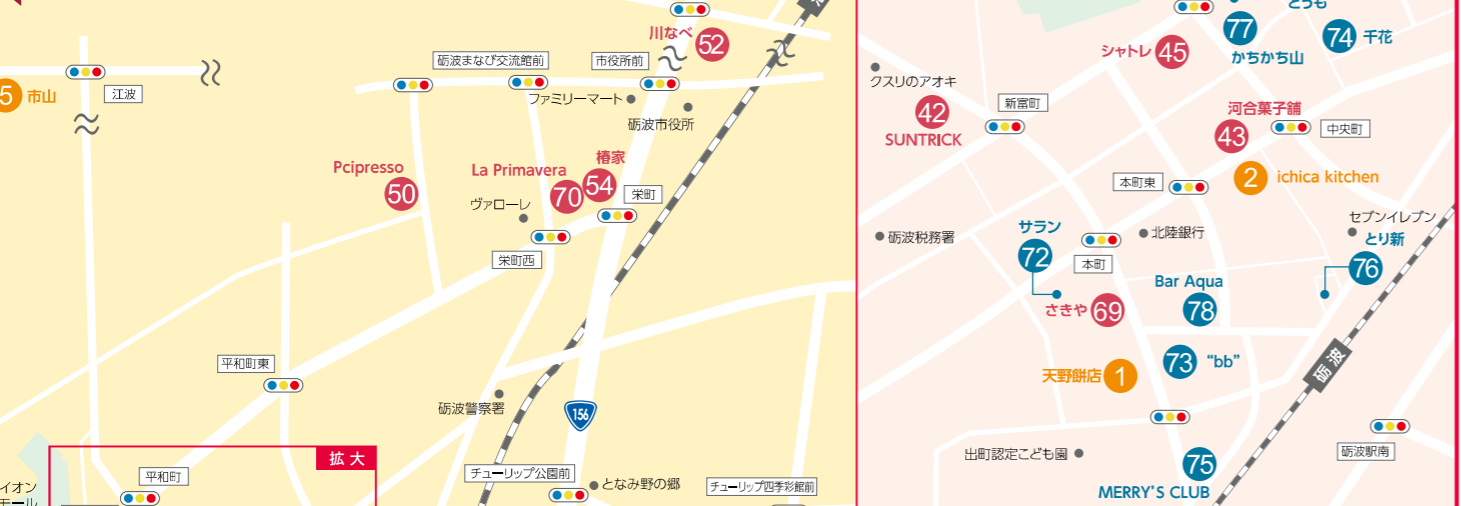 川なべ
52
砺波まなび交流館前
市役所前
5
市山
江波
ファミリーマート
砺波市役所
Pcipresso
50
La Primavera
70
椿家
54
栄町
ヴァローレ
栄町西
平和町東
砺波警察署
156
拡大
平和町
チューリップ公園前
となみ野の郷
チューリップ四季彩館前
イオン
モール
77
かちかち山
74
千花
シャトレ
45
クスリのアオキ
42
SUNTRICK
新富町
河合菓子舗
43
中央町
2
ichica kitchen
本町東
セブンイレブン
とり新
76
砺波税務署
サラン
72
北陸銀行
本町
Bar Aqua
78
さきや
69
73
“bb”
天野餅店
1
砺波
出町認定こども園
砺波駅南
75
MERRY'S CLUB